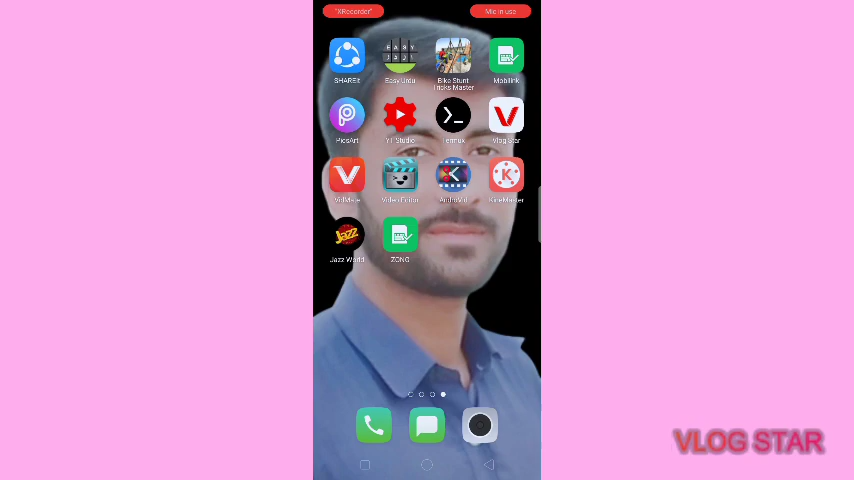 "XRecorder" Mic in use
SHAREit Easy Urdu Bike Stunt Tricks Master Mobilink
PicsArt YT Studio Termux Vlog Star
VidMate Video Editor AndroVid KineMaster
Jazz World ZONG
VLOG STAR